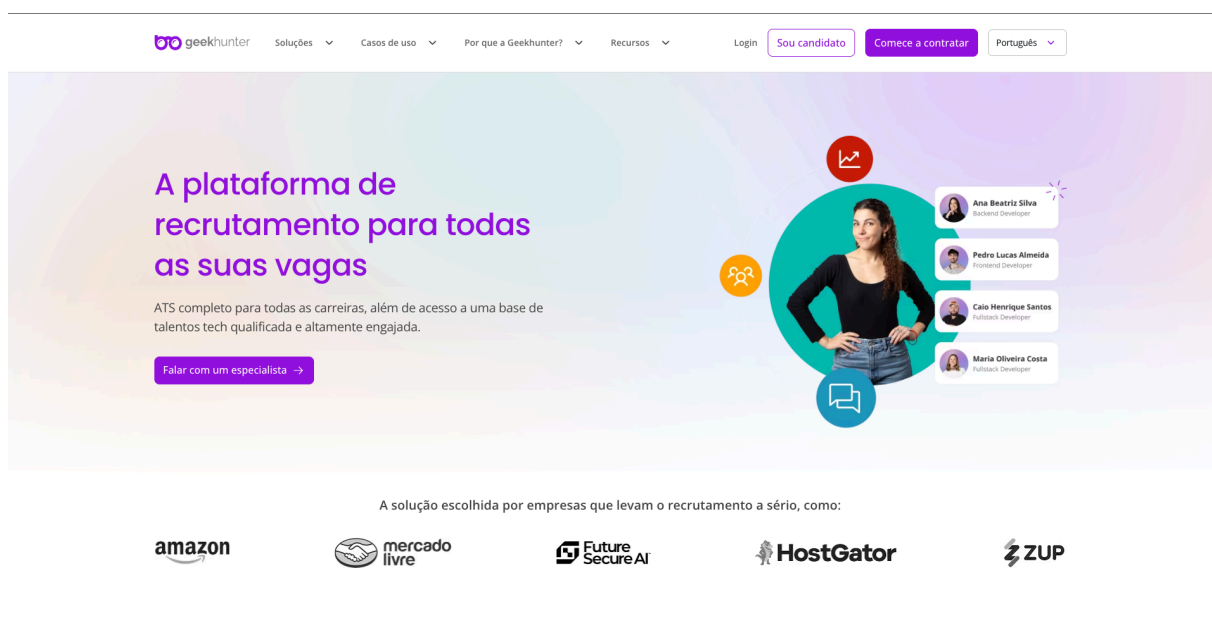 geekhunter
Soluções
Casos de uso
Por que a Geekhunter?
Recursos
Login
Sou candidato
Comece a contratar
Português
A plataforma de
recrutamento para todas
as suas vagas
ATS completo para todas as carreiras, além de acesso a uma base de
talentos tech qualificada e altamente engajada.
Falar com um especialista →
Ana Beatriz Silva
Backend Developer
Pedro Lucas Almeida
Frontend Developer
Caio Henrique Santos
Fullstack Developer
Maria Oliveira Costa
Fullstack Developer
A solução escolhida por empresas que levam o recrutamento a sério, como:
amazon
mercado
livre
Future
Secure AI
HostGator
ZUP